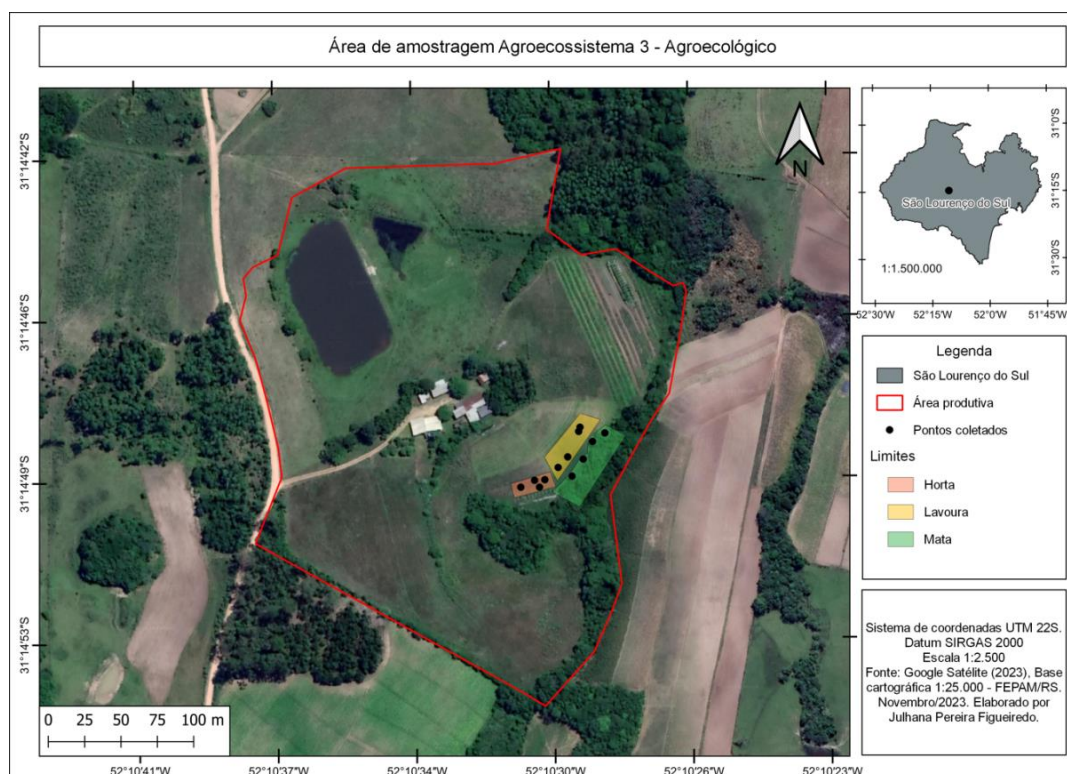 Área de amostragem Agroecossistema 3 - Agroecológico
31°14'42"S
31°14'46"S
31°14'49"S
31°14'53"S
N
0 25 50 75 100 m
52°10'41"W
52°10'37"W
52°10'34"W
52°10'30"W
52°10'26"W
52°10'23"W
São Lourenço do Sul
1:1.500.000
31°0'S
31°15'S
31°30'S
52°30'W
52°15'W
52°0'W
51°45'W
Legenda
São Lourenço do Sul
Área produtiva
Pontos coletados
Limites
Horta
Lavoura
Mata
Sistema de coordenadas UTM 22S.
Datum SIRGAS 2000
Escala 1:2.500
Fonte: Google Satélite (2023), Base
cartográfica 1:25.000 - FEPAM/RS.
Novembro/2023. Elaborado por
Julhana Pereira Figueiredo.